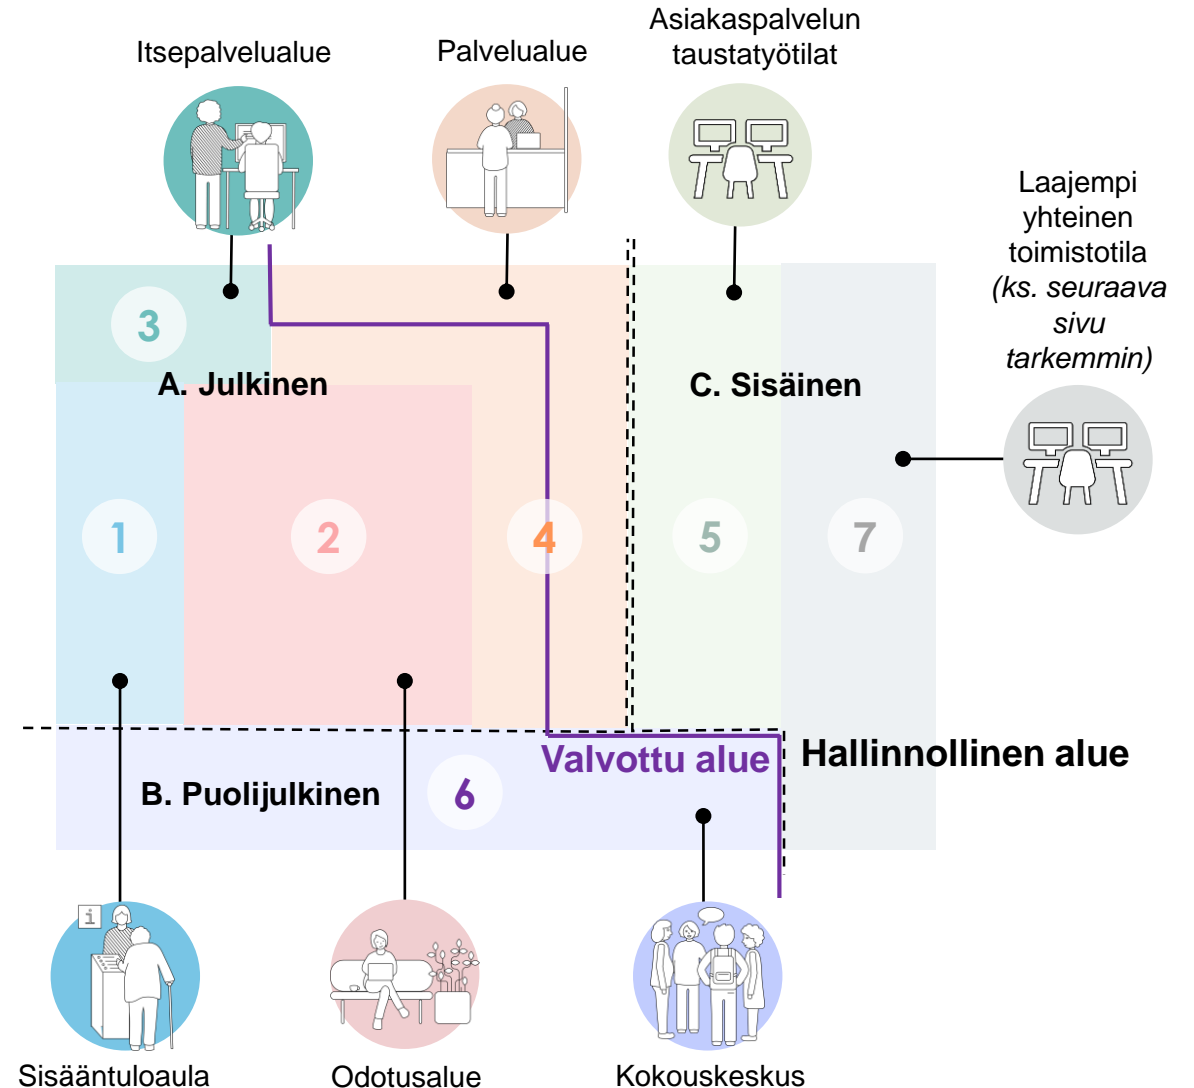 Asiakaspalvelun
taustatyötilat
Itsepalvelualue
Palvelualue
Laajempi
yhteinen
toimistotila
(ks. seuraava
sivu
tarkemmin)
3
A. Julkinen
C. Sisäinen
1
2
4
5
7
Valvottu alue
Hallinnollinen alue
B. Puolijulkinen
6
i
Sisääntuloaula
Odotusalue
Kokouskeskus